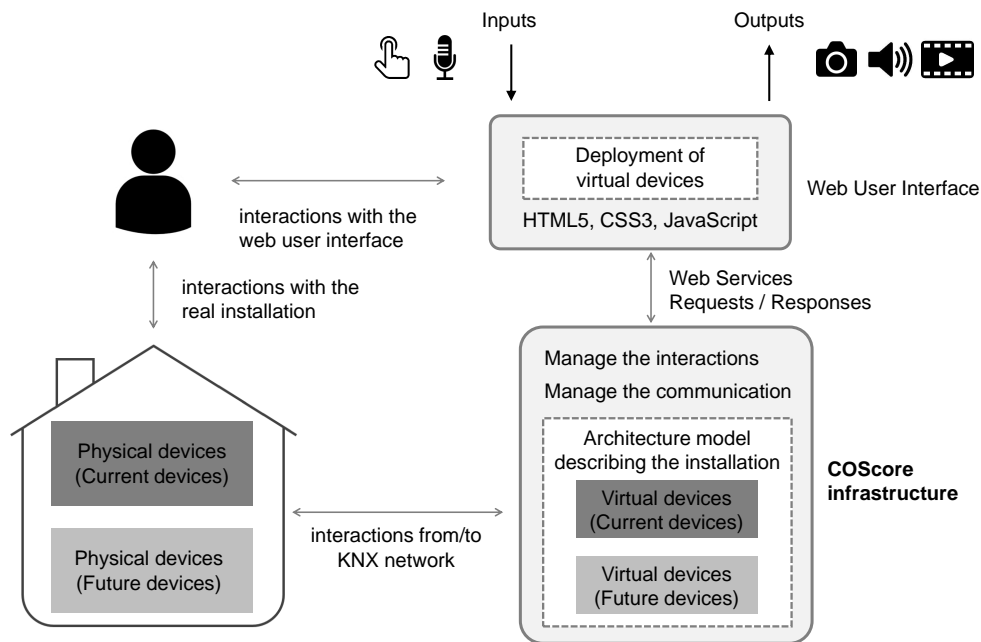 Inputs
Outputs
Deployment of
virtual devices
HTML5, CSS3, JavaScript
Web User Interface
interactions with the
web user interface
interactions with the
real installation
Web Services
Requests / Responses
Manage the interactions
Manage the communication
Architecture model
describing the installation
Virtual devices
(Current devices)
Virtual devices
(Future devices)
COScore
infrastructure
Physical devices
(Current devices)
Physical devices
(Future devices)
interactions from/to
KNX network